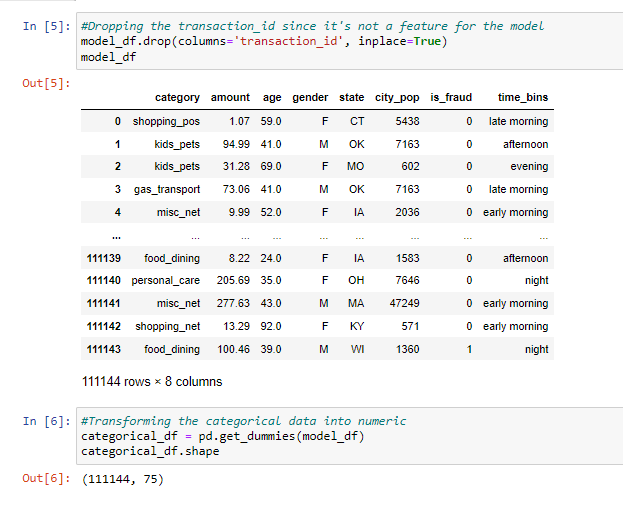 In [5]: #Dropping the transaction_id since it's not a feature for the model
model_df.drop(columns='transaction_id', inplace=True)
model_df
Out[5]:
category amount age gender state city_pop is_fraud time_bins
0 shopping_pos 1.07 59.0 F CT 5438 0 late morning
1 kids_pets 94.99 41.0 M OK 7163 0 afternoon
2 kids_pets 31.28 69.0 F MO 602 0 evening
3 gas_transport 73.06 41.0 M OK 7163 0 late morning
4 misc_net 9.99 52.0 F IA 2036 0 early morning
... ... ... ... ... ... ... ... ...
111139 food_dining 8.22 24.0 F IA 1583 0 afternoon
111140 personal_care 205.69 35.0 F OH 7646 0 night
111141 misc_net 277.63 43.0 M MA 47249 0 early morning
111142 shopping_net 13.29 92.0 F KY 571 0 early morning
111143 food_dining 100.46 39.0 M WI 1360 1 night
111144 rows × 8 columns
In [6]: #Transforming the categorical data into numeric
categorical_df = pd.get_dummies(model_df)
categorical_df.shape
Out[6]: (111144, 75)